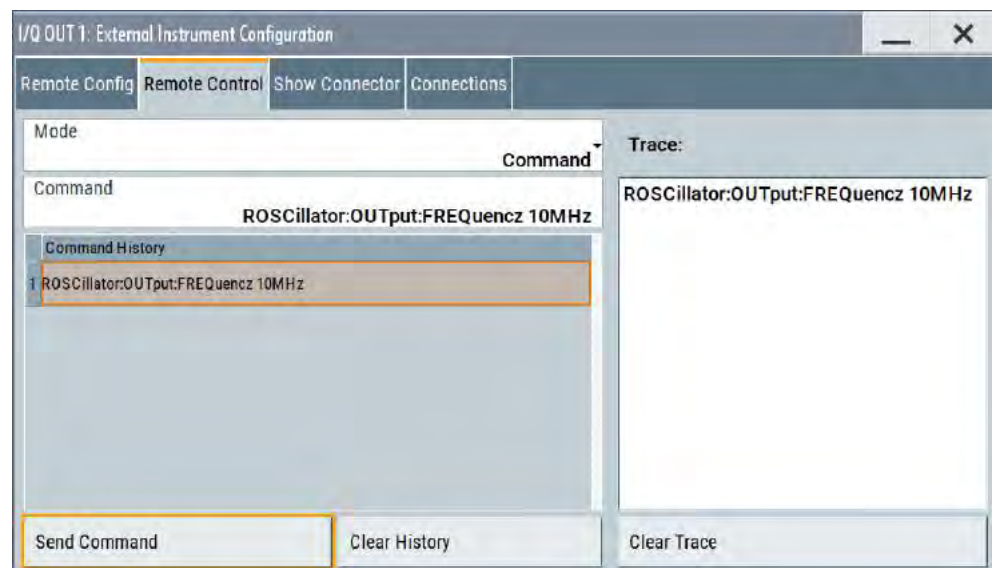 I/Q OUT 1: External Instrument Configuration
Remote Config Remote Control Show Connector Connections
Mode
Command
Command
ROSCillator:OUTput:FREQuencz 10MHz
Command History
1 ROSCillator:OUTput:FREQuencz 10MHz
Send Command
Clear History
Trace:
ROSCillator:OUTput:FREQuencz 10MHz
Clear Trace